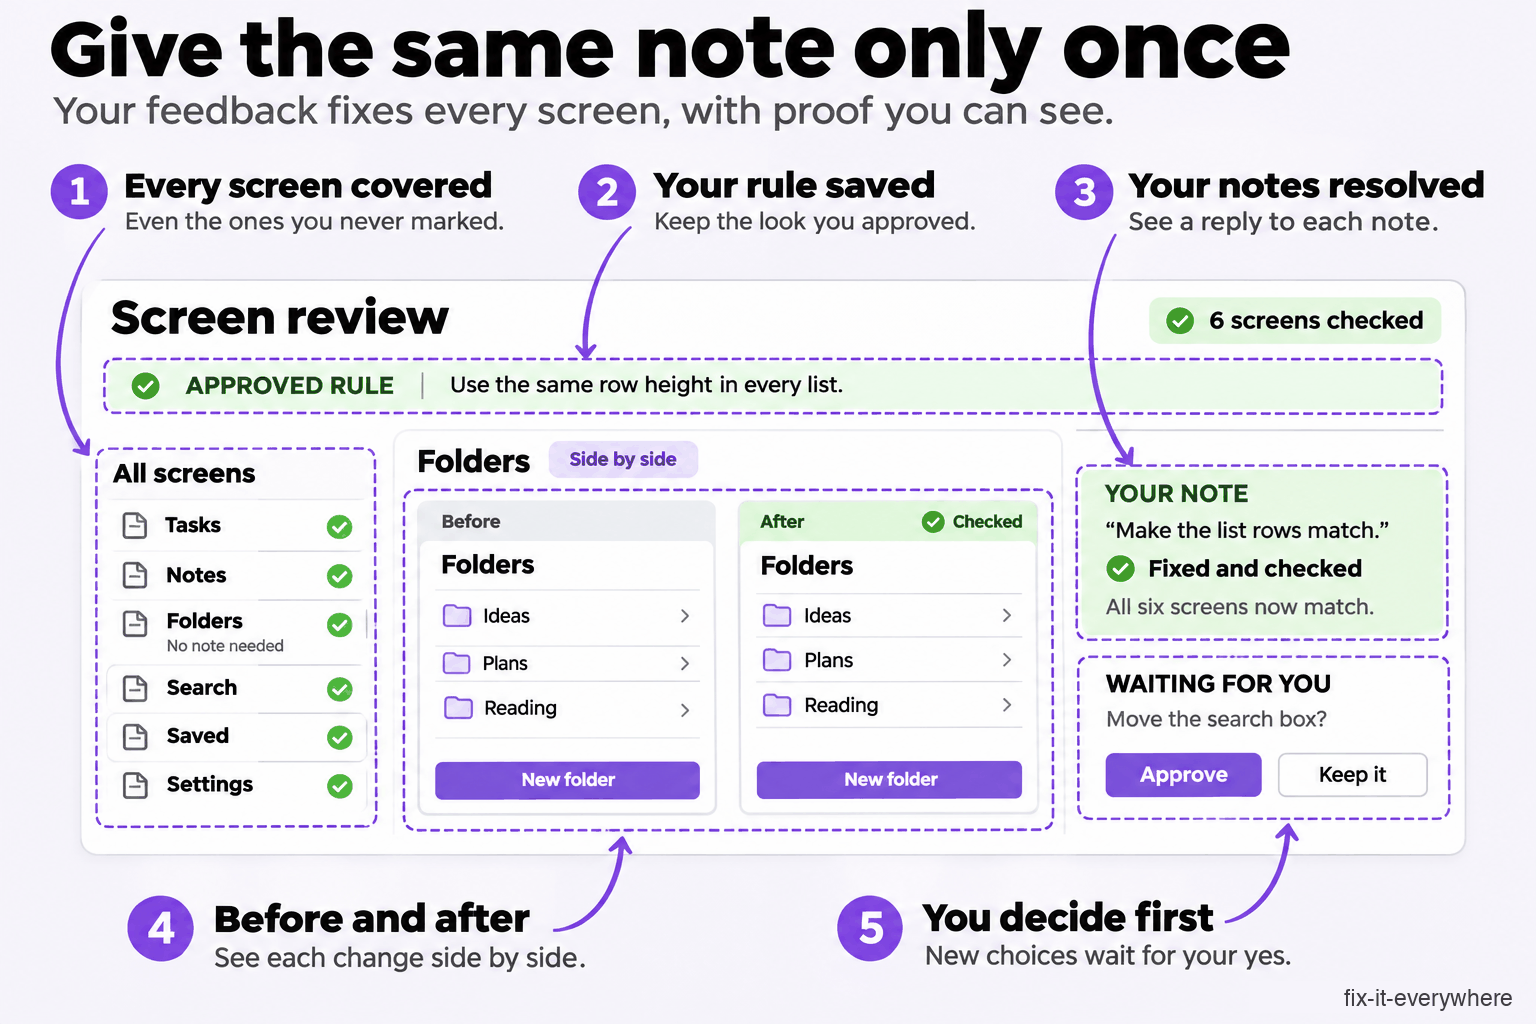 Give the same note only once
Your feedback fixes every screen, with proof you can see.
1
Every screen covered
Even the ones you never marked.
2
Your rule saved
Keep the look you approved.
3
Your notes resolved
See a reply to each note.
Screen review
6 screens checked
APPROVED RULE | Use the same row height in every list.
All screens
Tasks
Notes
Folders
No note needed
Search
Saved
Settings
Folders
Side by side
Before
Folders
Ideas
Plans
Reading
New folder
After
Checked
Folders
Ideas
Plans
Reading
New folder
YOUR NOTE
“Make the list rows match.”
Fixed and checked
All six screens now match.
WAITING FOR YOU
Move the search box?
Approve
Keep it
4
Before and after
See each change side by side.
5
You decide first
New choices wait for your yes.
fix-it-everywhere